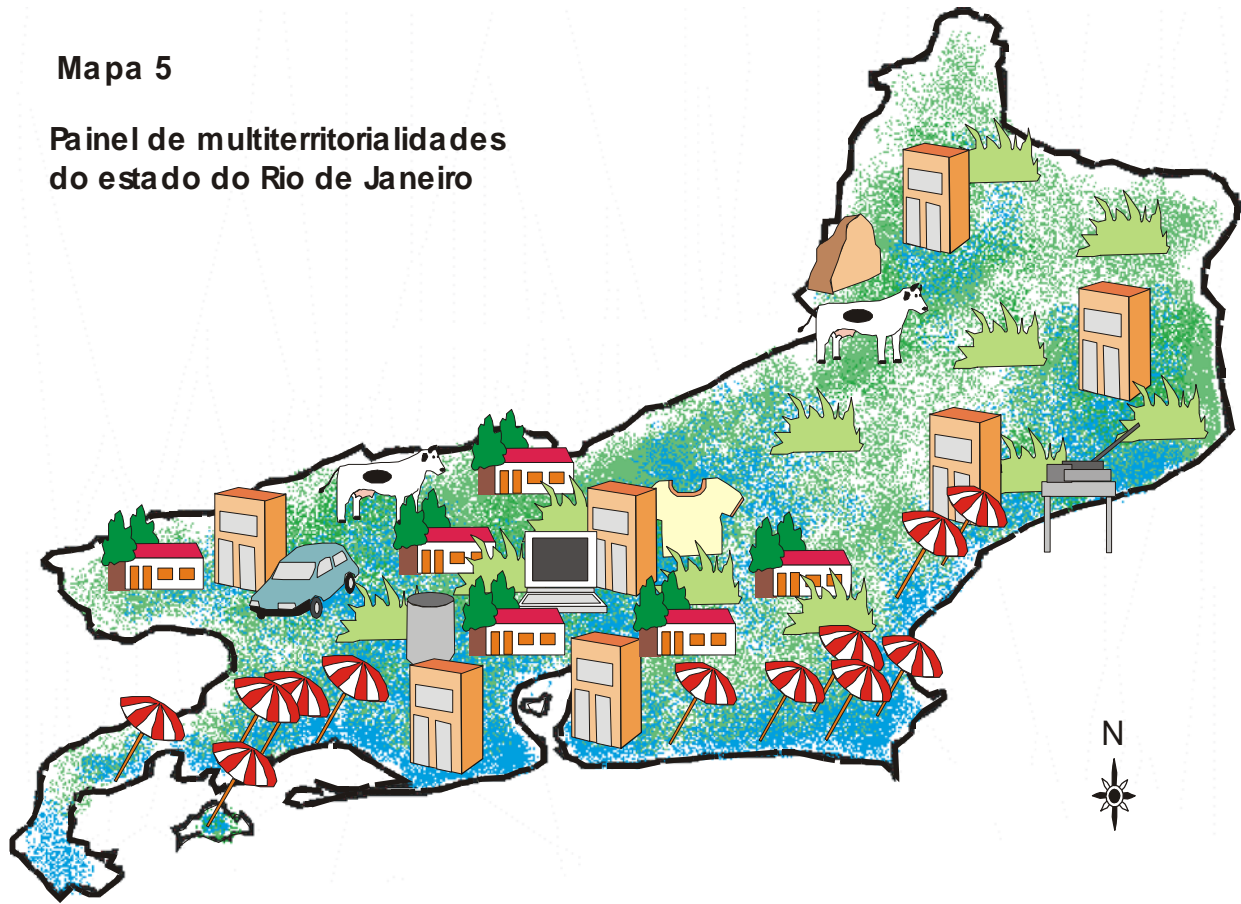 Mapa 5
Painel de multiterritorialidades
do estado do Rio de Janeiro
N